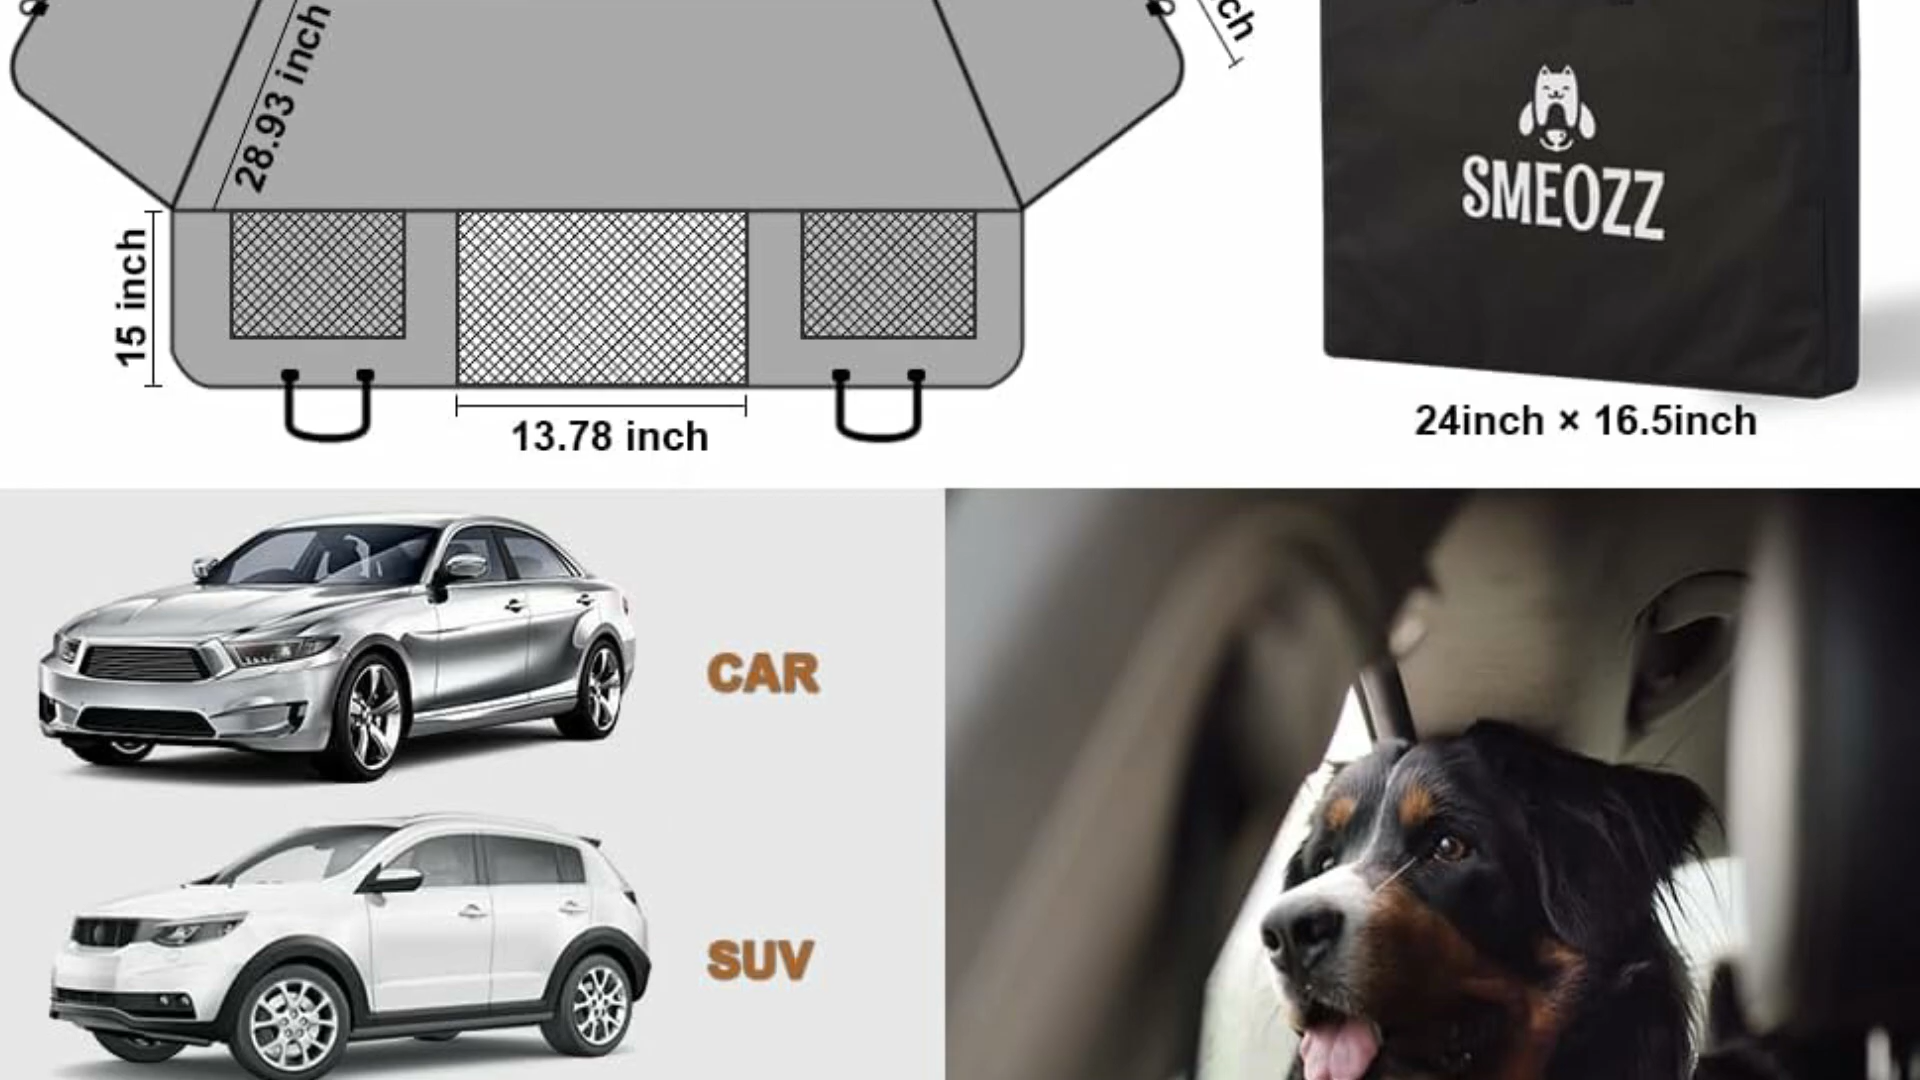 28.93 inch
SMEOZZ
15 inch
13.78 inch
24inch × 16.5inch
CAR
SUV